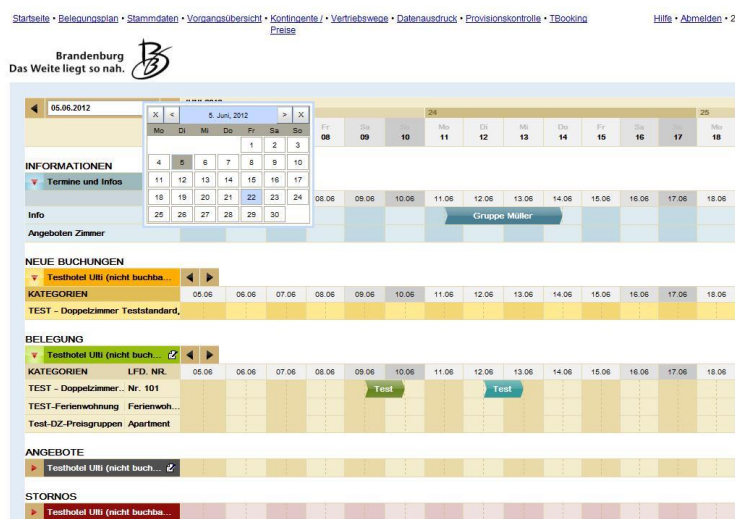 Startseite • Belegungsplan • Stammdaten • Vorgangsübersicht • Kontingente / • Vertriebswege • Datenausdruck • Provisionskontrolle • TBooking Hilfe • Abmelden • 2
Preise
Brandenburg
Das Weite liegt so nah.
05.06.2012 JUNI 2012
X < 5. Juni, 2012 > X 24 25
Mo Di Mi Do Fr Sa So
Fr Sa So Mo Di Mi Do Fr Sa So Mo
08 09 10 11 12 13 14 15 16 17 18
1 2 3
4 5 6 7 8 9 10
11 12 13 14 15 16 17
18 19 20 21 22 23 24
25 26 27 28 29 30
INFORMATIONEN
Termine und Infos
08.06 09.06 10.06 11.06 12.06 13.06 14.06 15.06 16.06 17.06 18.06
Info Gruppe Müller
Angeboten Zimmer
NEUE BUCHUNGEN
Testhotel Ulti (nicht buchba...
KATEGORIEN 05.06 06.06 07.06 08.06 09.06 10.06 11.06 12.06 13.06 14.06 15.06 16.06 17.06 18.06
TEST - Doppelzimmer Teststandard,
BELEGUNG
Testhotel Ulti (nicht buch...
KATEGORIEN LFD. NR. 05.06 06.06 07.06 08.06 09.06 10.06 11.06 12.06 13.06 14.06 15.06 16.06 17.06 18.06
TEST - Doppelzimmer.. Nr. 101 Test Test
TEST-Ferienwohnung Ferienwoh...
Test-DZ-Preisgruppen Apartment
ANGEBOTE
Testhotel Ulti (nicht buch...
STORNOS
Testhotel Ulti (nicht buchba...